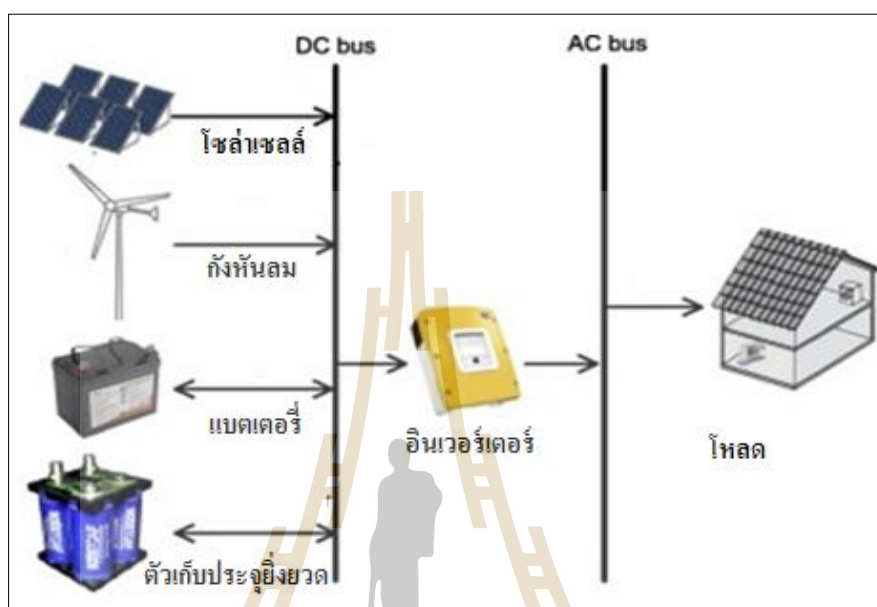 DC bus
AC bus
โซล่าเซลล์
กังหันลม
แบตเตอรี่
อินเวอร์เตอร์
โหลด
ตัวเก็บประจุยิ่งยวด